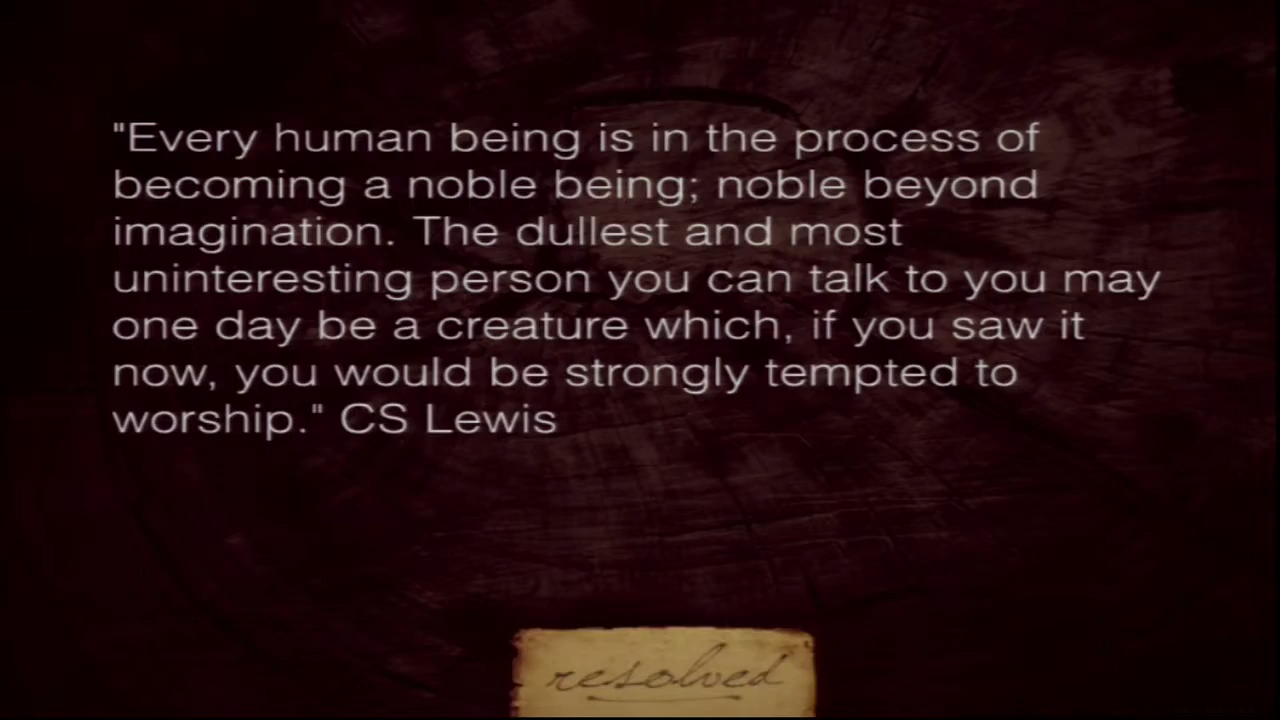 "Every human being is in the process of
becoming a noble being; noble beyond
imagination. The dullest and most
uninteresting person you can talk to you may
one day be a creature which, if you saw it
now, you would be strongly tempted to
worship." CS Lewis
resolved